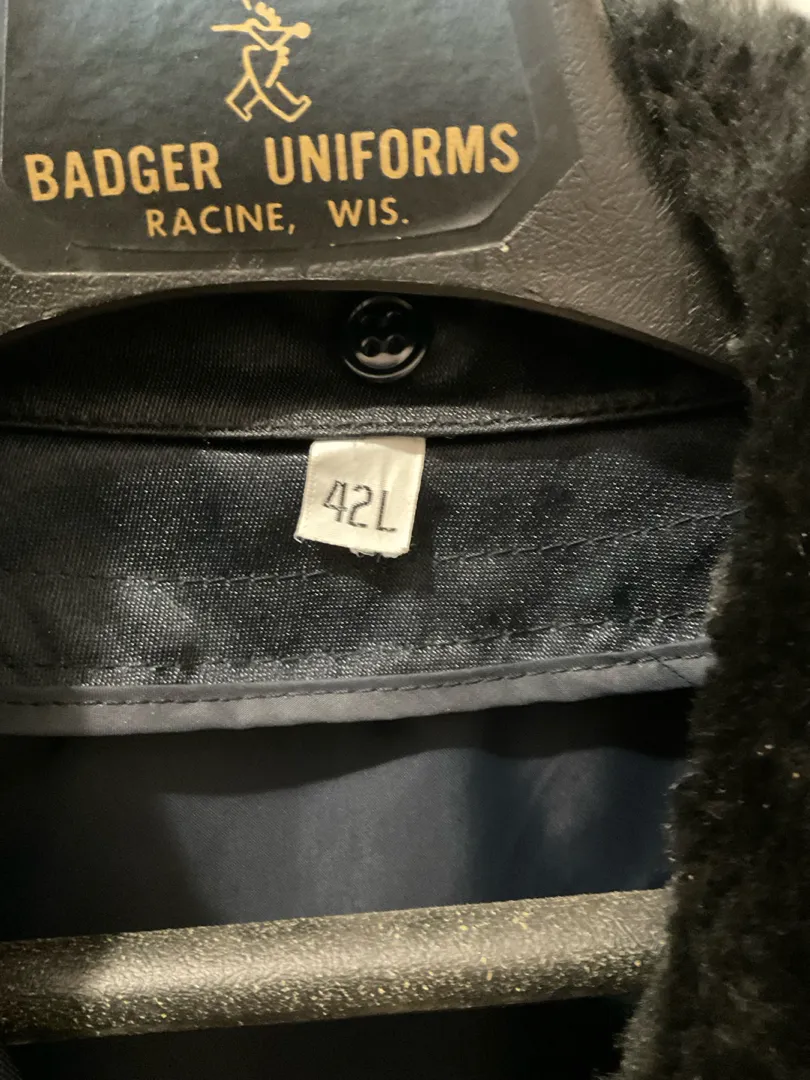 BADGER UNIFORMS
RACINE, WIS.
42L